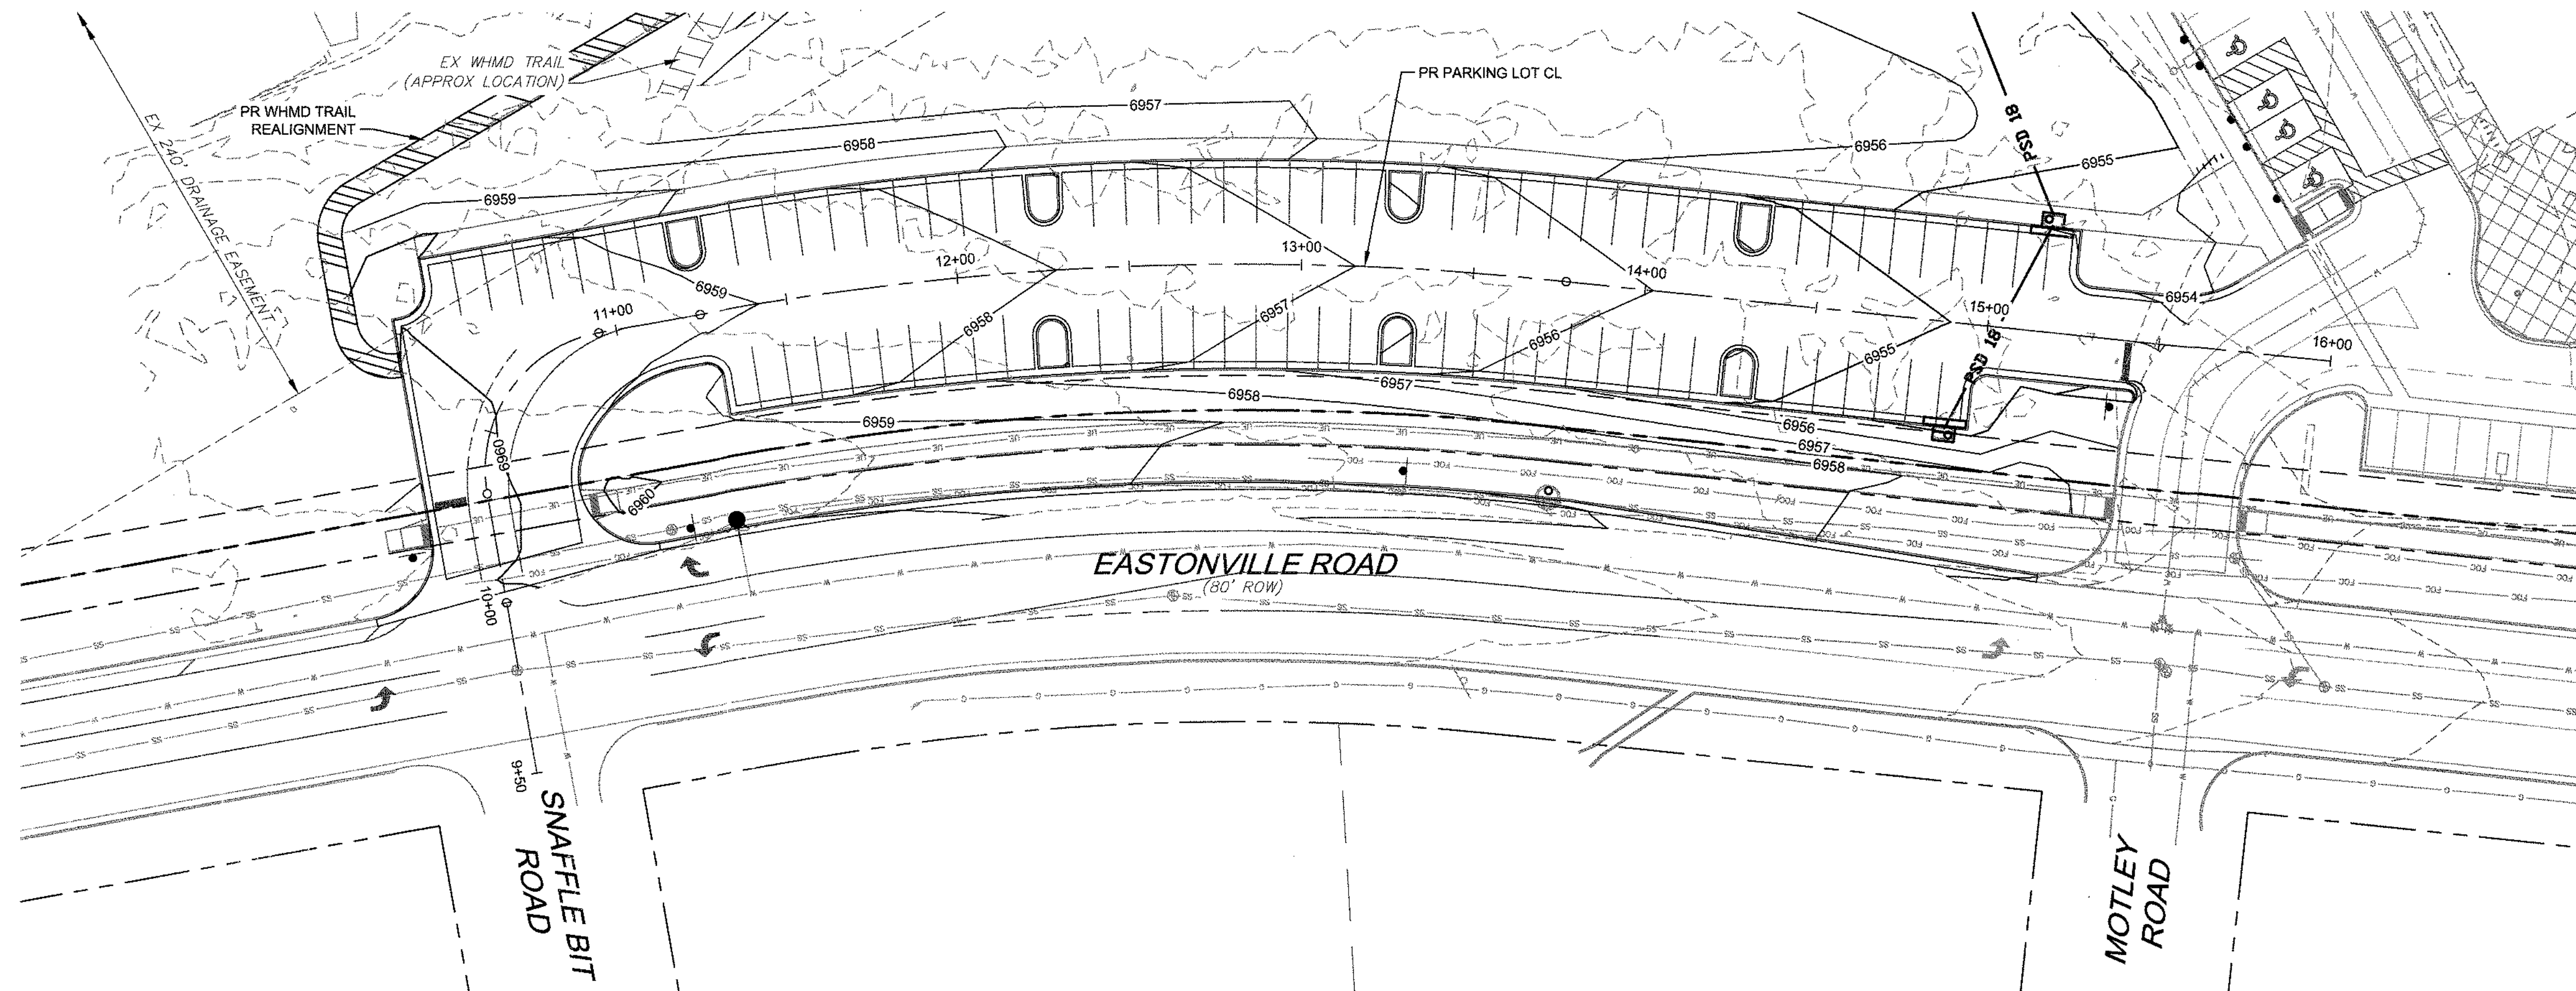 EX WHMD TRAIL
(APPROX LOCATION)
PR WHMD TRAIL
REALIGNMENT
EX 240' DRAINAGE EASEMENT
PR PARKING LOT CL
6957
6958
6959
6956
6955
6954
PSD 18
PSD 18
9+50
10+00
11+00
12+00
13+00
14+00
15+00
16+00
6959
6958
6957
6956
6955
6960
6960
6959
6958
6957
6956
6957
6958
EASTONVILLE ROAD
(80' ROW)
SNAFFLE BIT
ROAD
MOTLEY
ROAD